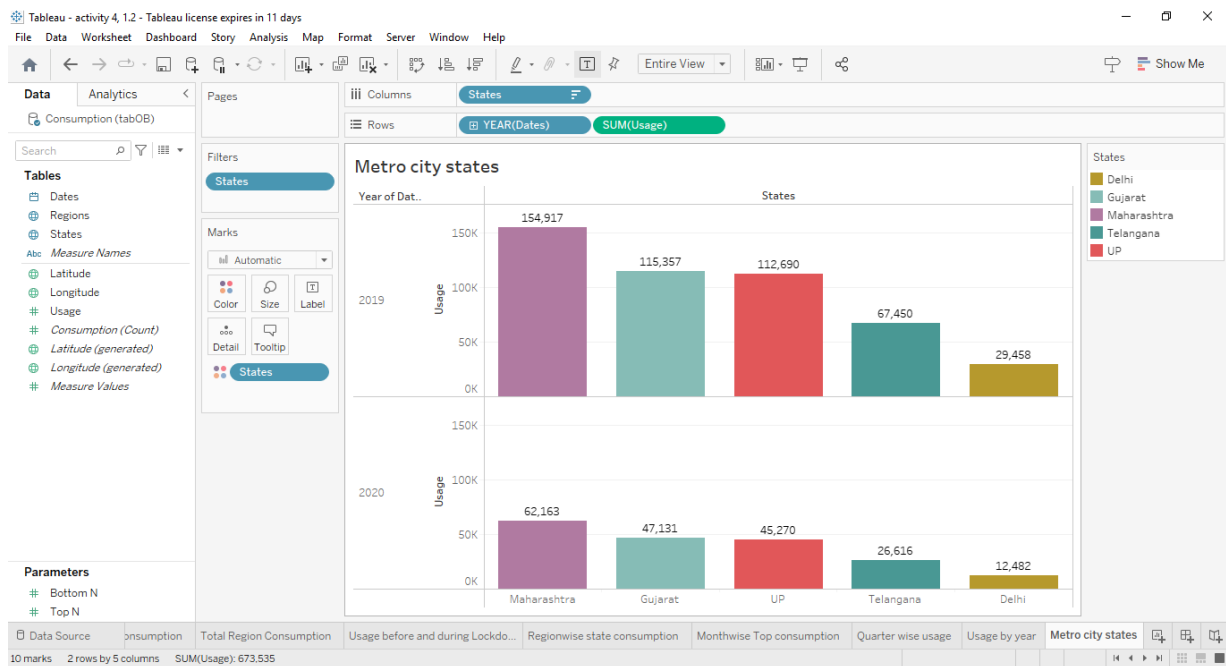 Tableau - activity 4, 1.2 - Tableau license expires in 11 days
File Data Worksheet Dashboard Story Analysis Map Format Server Window Help
Entire View
Show Me
Data Analytics
Consumption (tabOB)
Search
Tables
Dates
Regions
States
Abc Measure Names
Latitude
Longitude
# Usage
# Consumption (Count)
Latitude (generated)
Longitude (generated)
# Measure Values
Parameters
# Bottom N
# Top N
Pages
Filters
States
Marks
Automatic
Color Size Label
Detail Tooltip
States
Columns States
Rows YEAR(Dates) SUM(Usage)
Metro city states
Year of Dat.. States
2019
Usage
150K
100K
50K
0K
154,917
115,357
112,690
67,450
29,458
2020
Usage
150K
100K
50K
0K
62,163
47,131
45,270
26,616
12,482
Maharashtra Gujarat UP Telangana Delhi
States
Delhi
Gujarat
Maharashtra
Telangana
UP
Data Source onsumption Total Region Consumption Usage before and during Lockdo... Regionwise state consumption Monthwise Top consumption Quarter wise usage Usage by year Metro city states
10 marks 2 rows by 5 columns SUM(Usage): 673,535